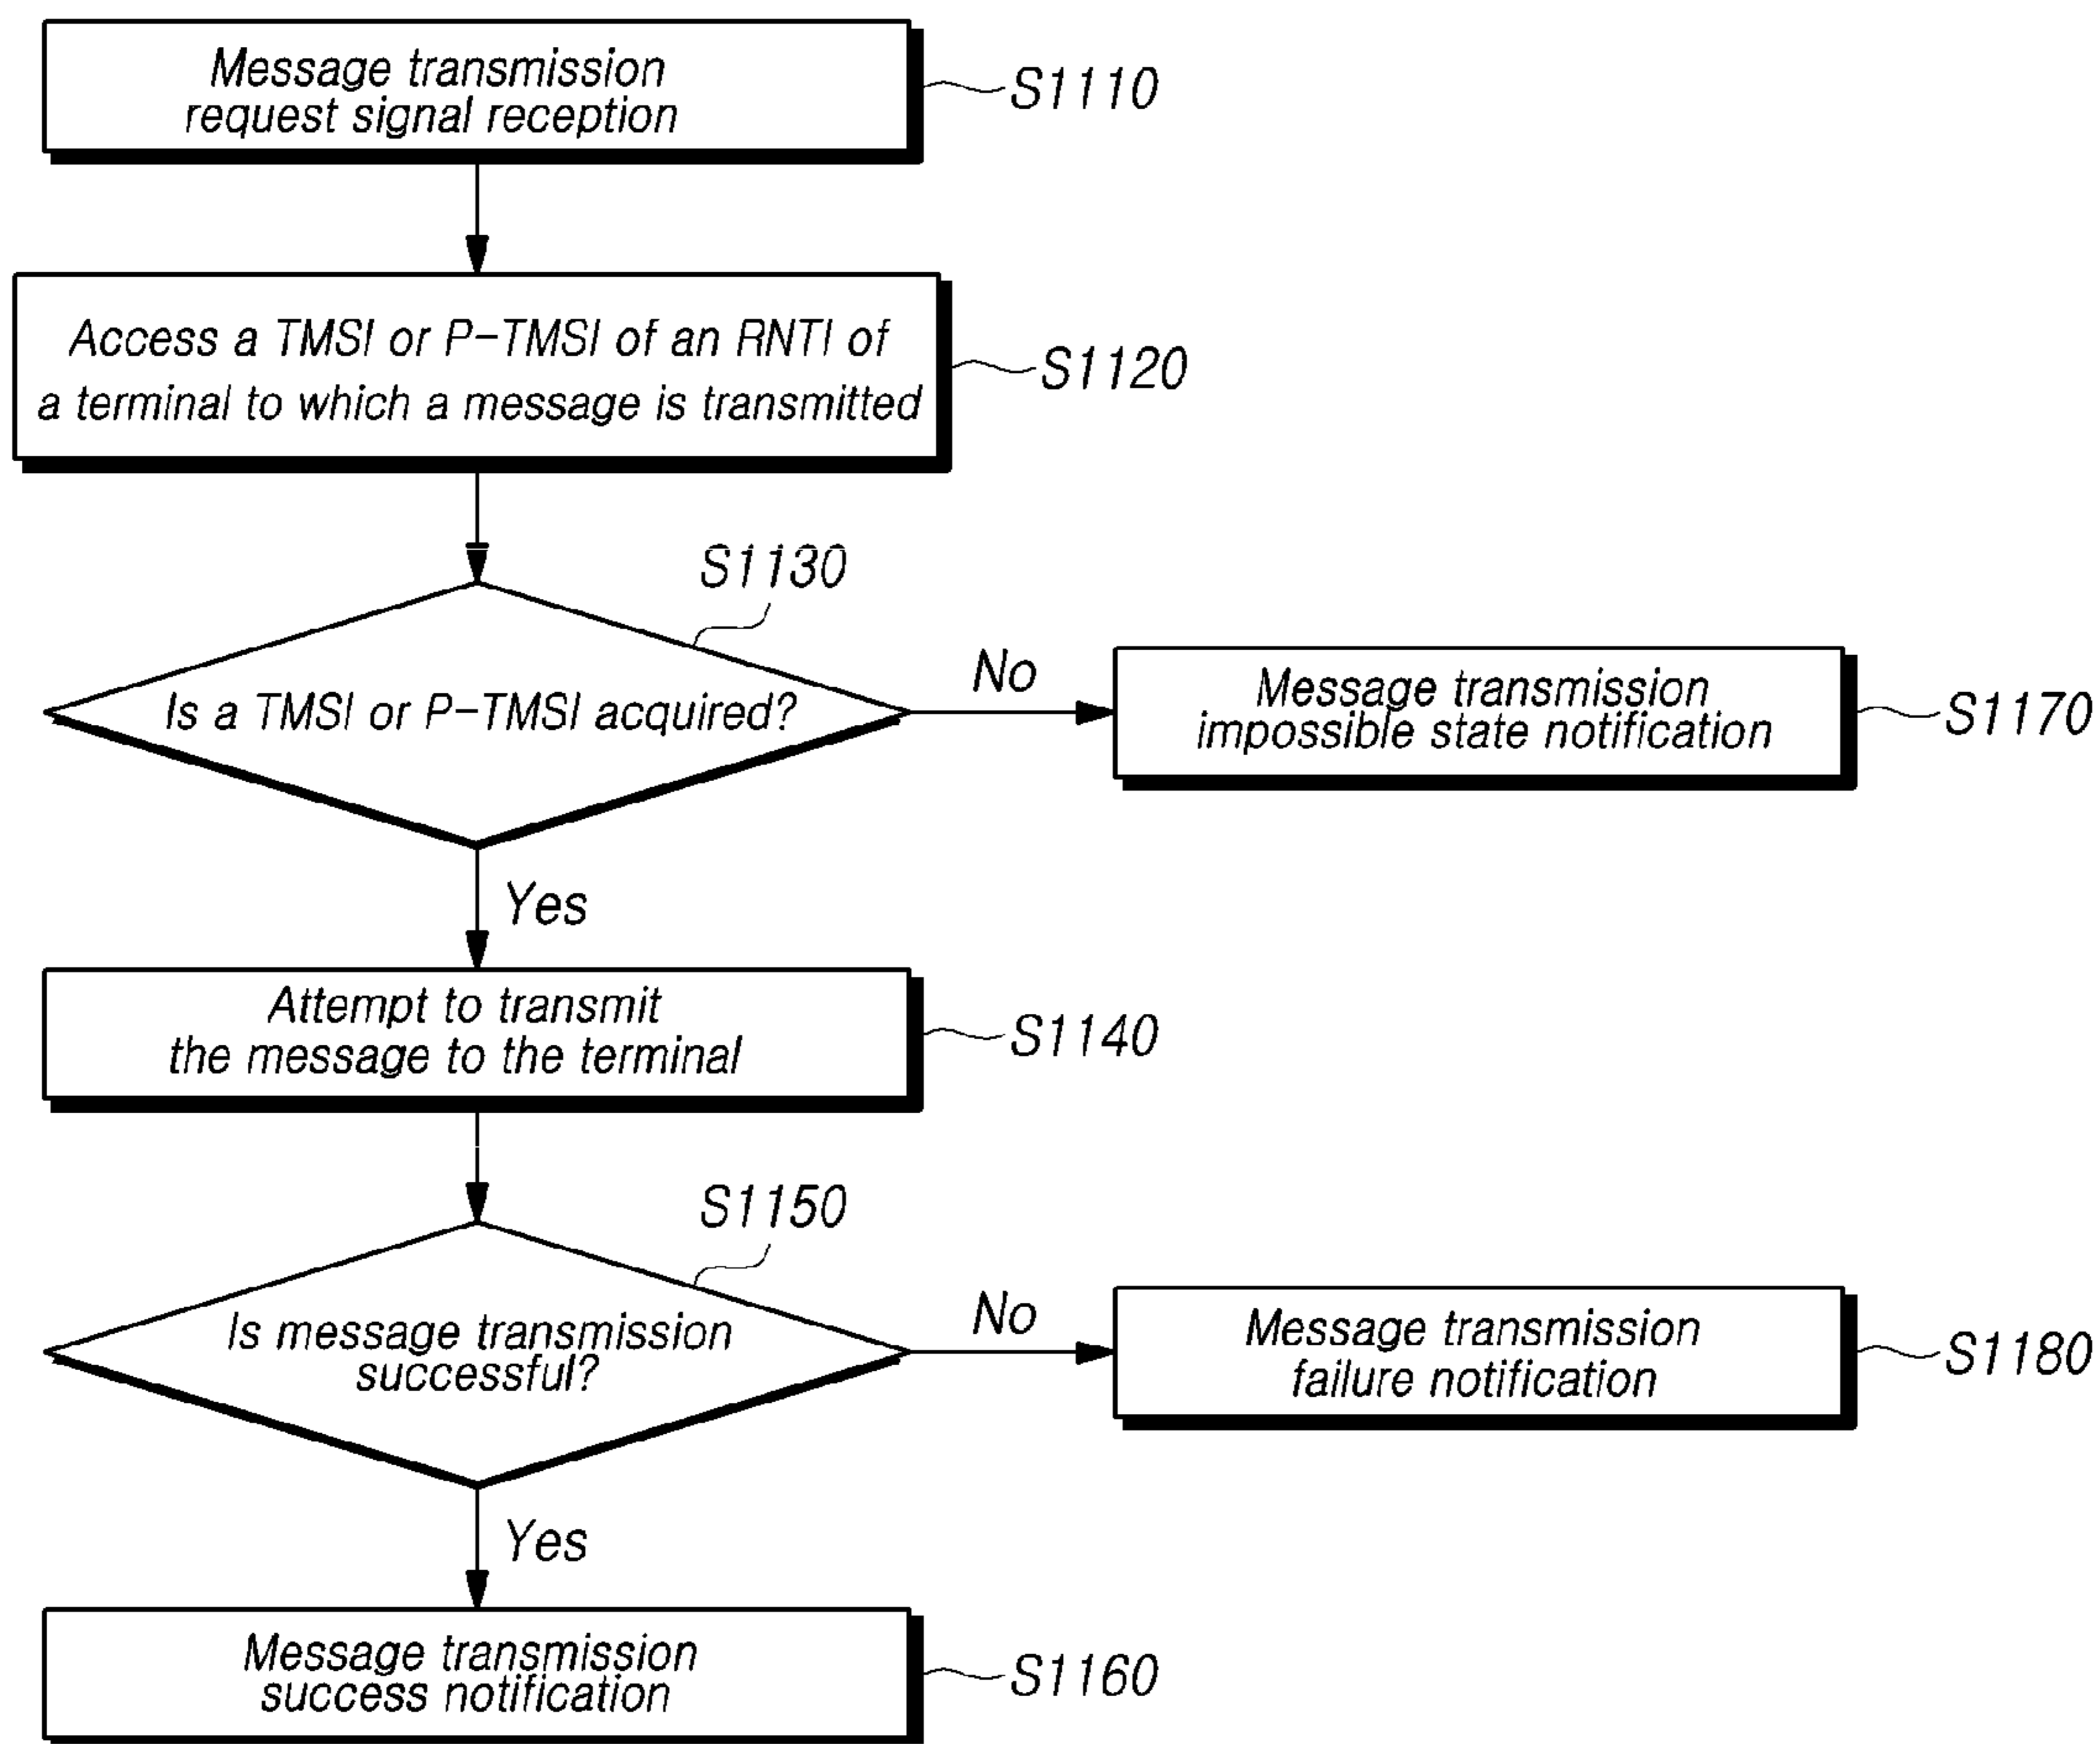 Message transmission
request signal reception
S1110
Access a TMSI or P-TMSI of an RNTI of
a terminal to which a message is transmitted
S1120
S1130
Is a TMSI or P-TMSI acquired?
No
Message transmission
impossible state notification
S1170
Yes
Attempt to transmit
the message to the terminal
S1140
S1150
Is message transmission
successful?
No
Message transmission
failure notification
S1180
Yes
Message transmission
success notification
S1160